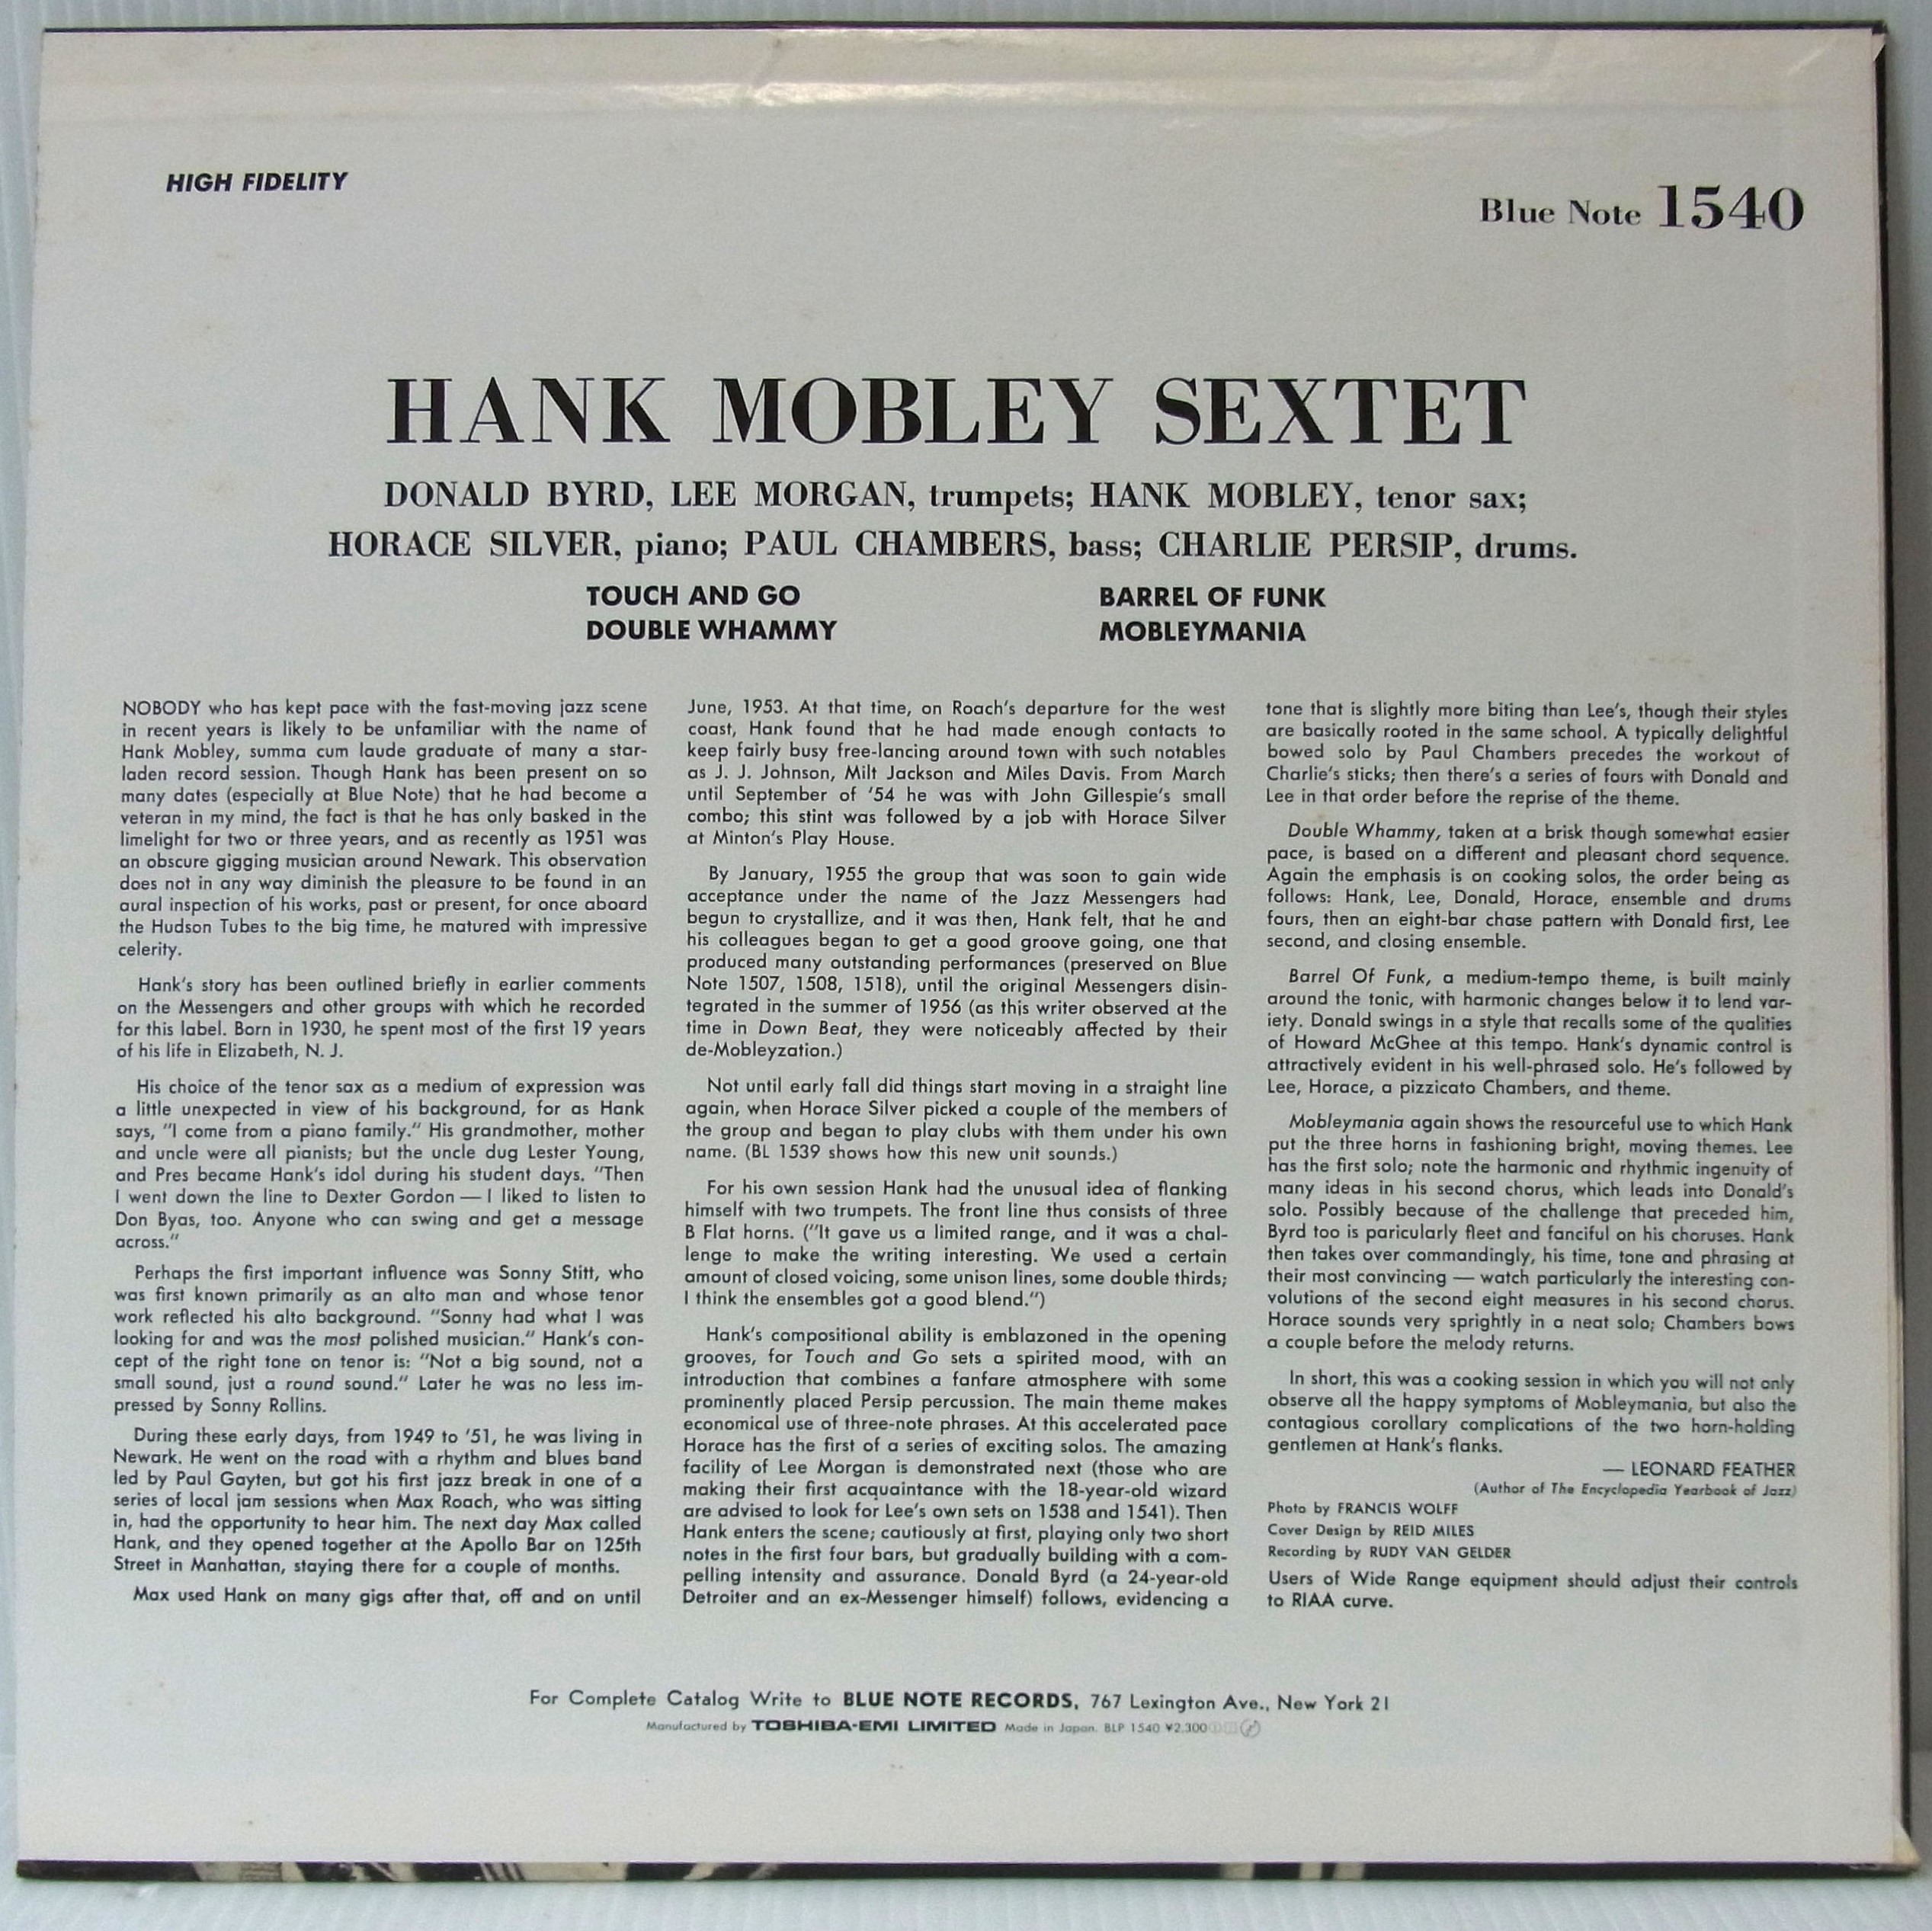 HIGH FIDELITY
Blue Note 1540
HANK MOBLEY SEXTET
DONALD BYRD, LEE MORGAN, trumpets; HANK MOBLEY, tenor sax;
HORACE SILVER, piano; PAUL CHAMBERS, bass; CHARLIE PERSIP, drums.
TOUCH AND GO
DOUBLE WHAMMY
BARREL OF FUNK
MOBLEYMANIA
NOBODY who has kept pace with the fast-moving jazz scene
in recent years is likely to be unfamiliar with the name of
Hank Mobley, summa cum laude graduate of many a star-
laden record session. Though Hank has been present on so
many dates (especially at Blue Note) that he had become a
veteran in my mind, the fact is that he has only basked in the
limelight for two or three years, and as recently as 1951 was
an obscure gigging musician around Newark. This observation
does not in any way diminish the pleasure to be found in an
aural inspection of his works, past or present, for once aboard
the Hudson Tubes to the big time, he matured with impressive
celerity.
Hank's story has been outlined briefly in earlier comments
on the Messengers and other groups with which he recorded
for this label. Born in 1930, he spent most of the first 19 years
of his life in Elizabeth, N. J.
His choice of the tenor sax as a medium of expression was
a little unexpected in view of his background, for as Hank
says, "I come from a piano family." His grandmother, mother
and uncle were all pianists; but the uncle dug Lester Young,
and Pres became Hank's idol during his student days. "Then
I went down the line to Dexter Gordon — I liked to listen to
Don Byas, too. Anyone who can swing and get a message
across."
Perhaps the first important influence was Sonny Stitt, who
was first known primarily as an alto man and whose tenor
work reflected his alto background. "Sonny had what I was
looking for and was the most polished musician." Hank's con-
cept of the right tone on tenor is: "Not a big sound, not a
small sound, just a round sound." Later he was no less im-
pressed by Sonny Rollins.
During these early days, from 1949 to '51, he was living in
Newark. He went on the road with a rhythm and blues band
led by Paul Gayten, but got his first jazz break in one of a
series of local jam sessions when Max Roach, who was sitting
in, had the opportunity to hear him. The next day Max called
Hank, and they opened together at the Apollo Bar on 125th
Street in Manhattan, staying there for a couple of months.
Max used Hank on many gigs after that, off and on until
June, 1953. At that time, on Roach's departure for the west
coast, Hank found that he had made enough contacts to
keep fairly busy free-lancing around town with such notables
as J. J. Johnson, Milt Jackson and Miles Davis. From March
until September of '54 he was with John Gillespie's small
combo; this stint was followed by a job with Horace Silver
at Minton's Play House.
By January, 1955 the group that was soon to gain wide
acceptance under the name of the Jazz Messengers had
begun to crystallize, and it was then, Hank felt, that he and
his colleagues began to get a good groove going, one that
produced many outstanding performances (preserved on Blue
Note 1507, 1508, 1518), until the original Messengers disin-
tegrated in the summer of 1956 (as this writer observed at the
time in Down Beat, they were noticeably affected by their
de-Mobleyzation.)
Not until early fall did things start moving in a straight line
again, when Horace Silver picked a couple of the members of
the group and began to play clubs with them under his own
name. (BL 1539 shows how this new unit sounds.)
For his own session Hank had the unusual idea of flanking
himself with two trumpets. The front line thus consists of three
B Flat horns. ("It gave us a limited range, and it was a chal-
lenge to make the writing interesting. We used a certain
amount of closed voicing, some unison lines, some double thirds;
I think the ensembles got a good blend.")
Hank's compositional ability is emblazoned in the opening
grooves, for Touch and Go sets a spirited mood, with an
introduction that combines a fanfare atmosphere with some
prominently placed Persip percussion. The main theme makes
economical use of three-note phrases. At this accelerated pace
Horace has the first of a series of exciting solos. The amazing
facility of Lee Morgan is demonstrated next (those who are
making their first acquaintance with the 18-year-old wizard
are advised to look for Lee's own sets on 1538 and 1541). Then
Hank enters the scene; cautiously at first, playing only two short
notes in the first four bars, but gradually building with a com-
pelling intensity and assurance. Donald Byrd (a 24-year-old
Detroiter and an ex-Messenger himself) follows, evidencing a
tone that is slightly more biting than Lee's, though their styles
are basically rooted in the same school. A typically delightful
bowed solo by Paul Chambers precedes the workout of
Charlie's sticks; then there's a series of fours with Donald and
Lee in that order before the reprise of the theme.
Double Whammy, taken at a brisk though somewhat easier
pace, is based on a different and pleasant chord sequence.
Again the emphasis is on cooking solos, the order being as
follows: Hank, Lee, Donald, Horace, ensemble and drums
fours, then an eight-bar chase pattern with Donald first, Lee
second, and closing ensemble.
Barrel Of Funk, a medium-tempo theme, is built mainly
around the tonic, with harmonic changes below it to lend var-
iety. Donald swings in a style that recalls some of the qualities
of Howard McGhee at this tempo. Hank's dynamic control is
attractively evident in his well-phrased solo. He's followed by
Lee, Horace, a pizzicato Chambers, and theme.
Mobleymania again shows the resourceful use to which Hank
put the three horns in fashioning bright, moving themes. Lee
has the first solo; note the harmonic and rhythmic ingenuity of
many ideas in his second chorus, which leads into Donald's
solo. Possibly because of the challenge that preceded him,
Byrd too is paricularly fleet and fanciful on his choruses. Hank
then takes over commandingly, his time, tone and phrasing at
their most convincing — watch particularly the interesting con-
volutions of the second eight measures in his second chorus.
Horace sounds very sprightly in a neat solo; Chambers bows
a couple before the melody returns.
In short, this was a cooking session in which you will not only
observe all the happy symptoms of Mobleymania, but also the
contagious corollary complications of the two horn-holding
gentlemen at Hank's flanks.
— LEONARD FEATHER
(Author of The Encyclopedia Yearbook of Jazz)
Photo by FRANCIS WOLFF
Cover Design by REID MILES
Recording by RUDY VAN GELDER
Users of Wide Range equipment should adjust their controls
to RIAA curve.
For Complete Catalog Write to BLUE NOTE RECORDS, 767 Lexington Ave., New York 21
Manufactured by TOSHIBA-EMI LIMITED Made in Japan. BLP 1540 ¥2,300